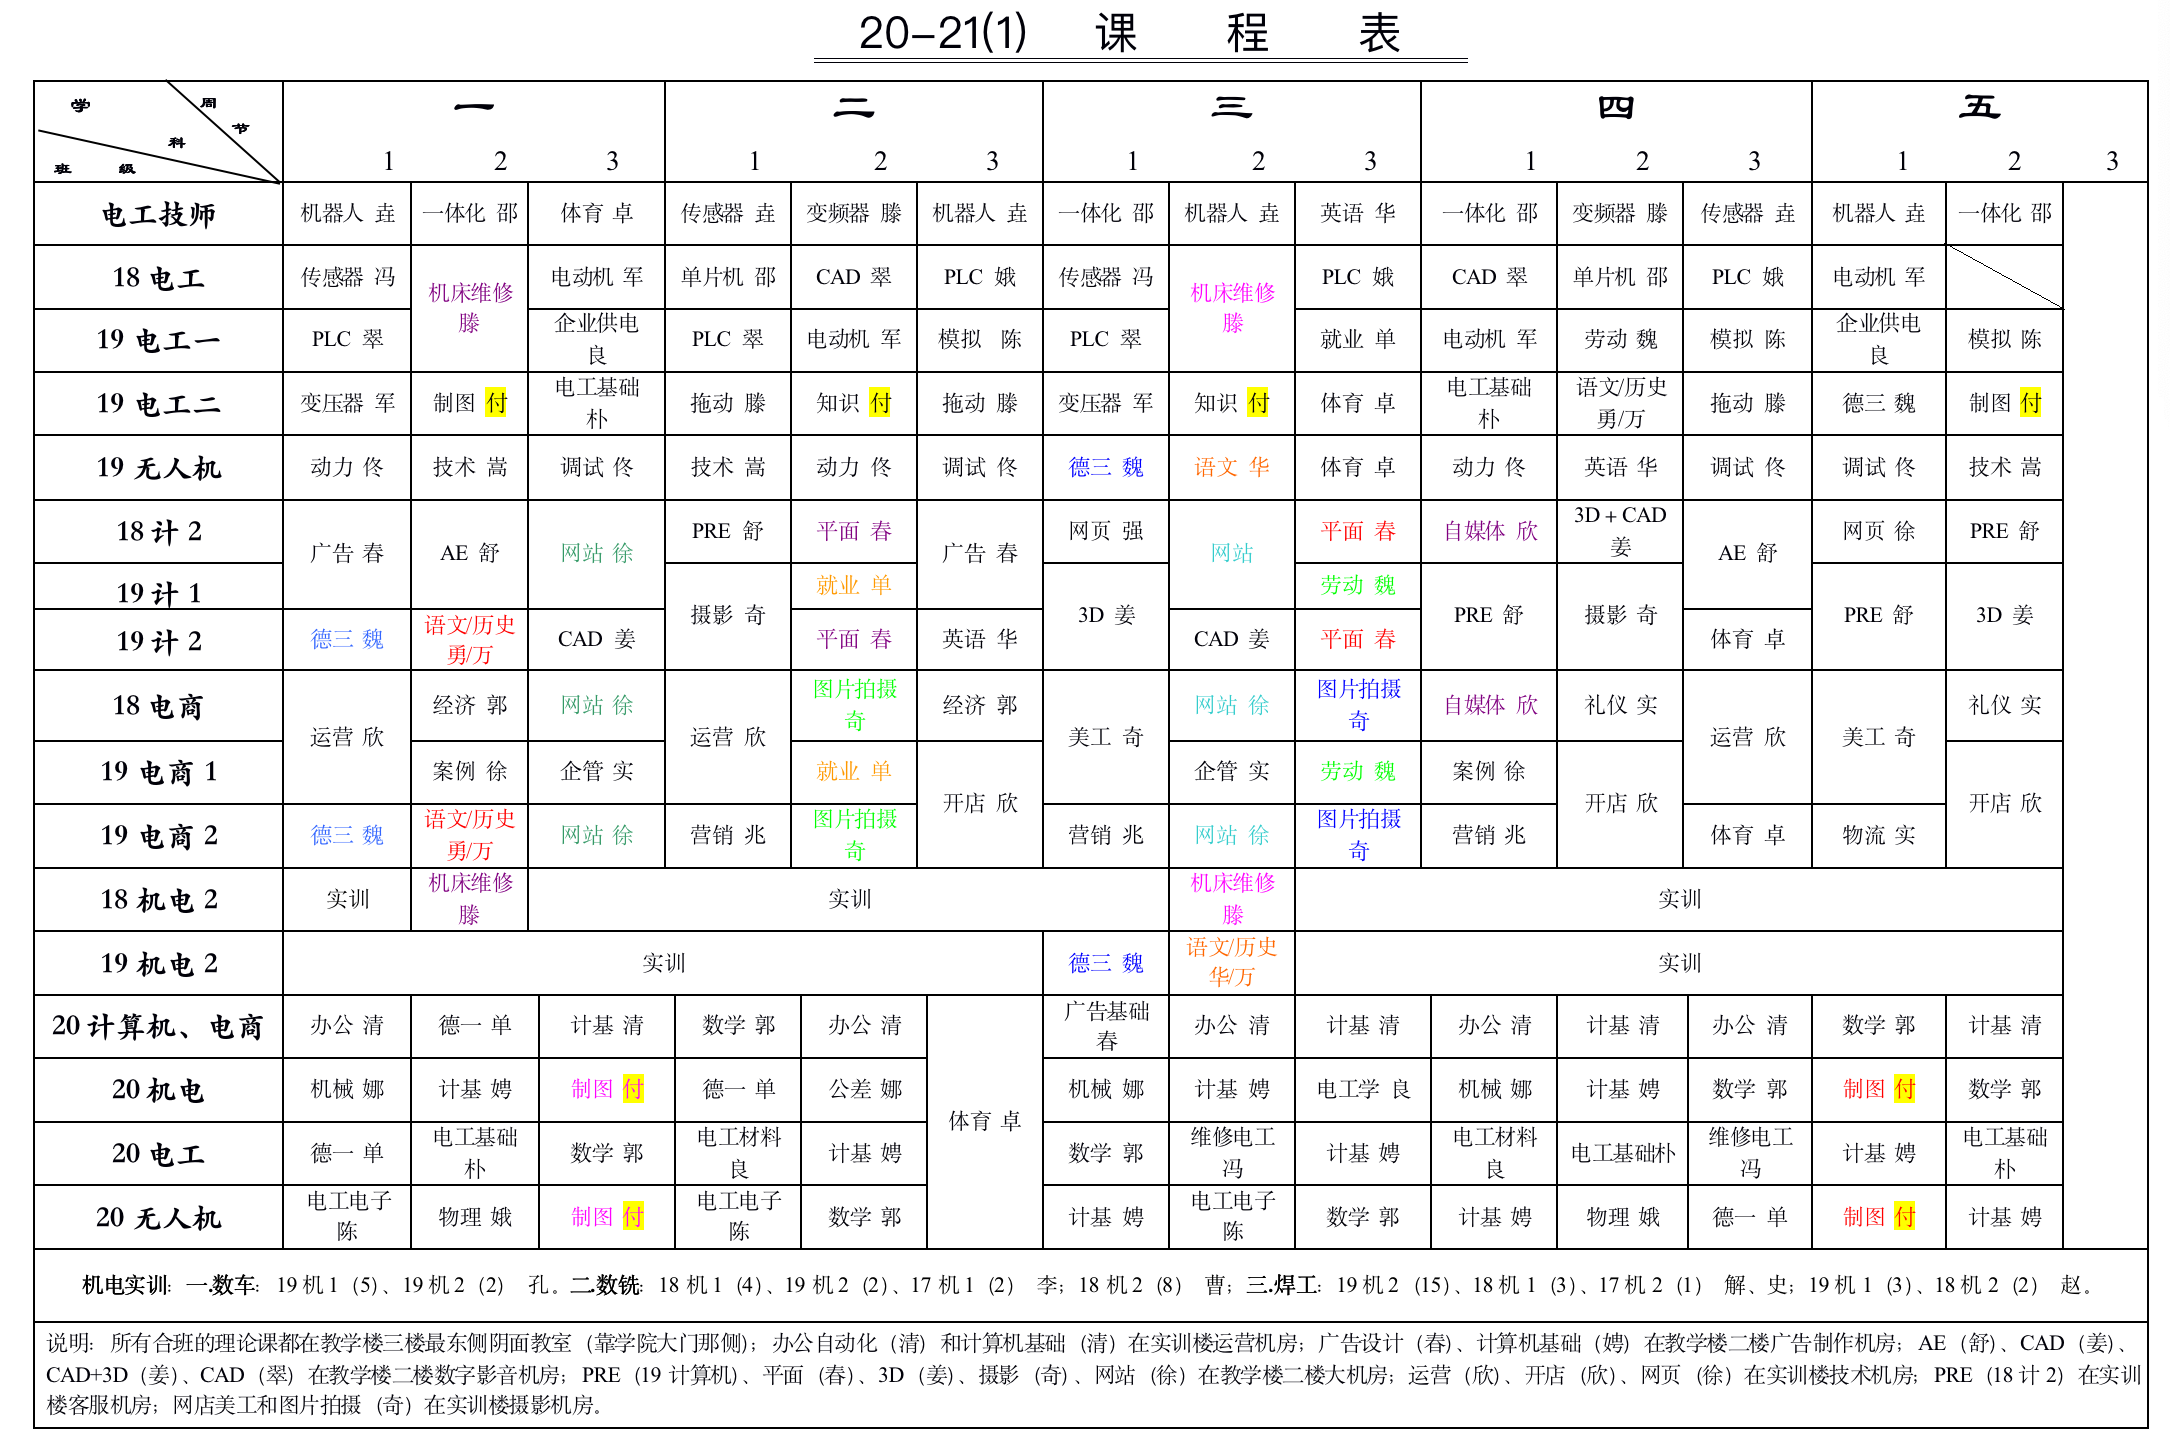 20-21(1) 课 程 表
学 周 节 科 班 级
一 二 三 四 五
1 2 3 1 2 3 1 2 3 1 2 3 1 2 3
电工技师 机器人 垚 一体化 邵 体育 卓 传感器 垚 变频器 滕 机器人 垚 一体化 邵 机器人 垚 英语 华 一体化 邵 变频器 滕 传感器 垚 机器人 垚 一体化 邵
18 电工 传感器 冯 机床维修 滕 电动机 军 单片机 邵 CAD 翠 PLC 娥 传感器 冯 机床维修 滕 PLC 娥 CAD 翠 单片机 邵 PLC 娥 电动机 军
19 电工一 PLC 翠 企业供电 良 PLC 翠 电动机 军 模拟 陈 PLC 翠 就业 单 电动机 军 劳动 魏 模拟 陈 企业供电 良 模拟 陈
19 电工二 变压器 军 制图 付 电工基础 朴 拖动 滕 知识 付 拖动 滕 变压器 军 知识 付 体育 卓 电工基础 朴 语文/历史 勇/万 拖动 滕 德三 魏 制图 付
19 无人机 动力 佟 技术 嵩 调试 佟 技术 嵩 动力 佟 调试 佟 德三 魏 语文 华 体育 卓 动力 佟 英语 华 调试 佟 调试 佟 技术 嵩
18 计 2 广告 春 AE 舒 网站 徐 PRE 舒 平面 春 广告 春 网页 强 网站 平面 春 自媒体 欣 3D + CAD 姜 AE 舒 网页 徐 PRE 舒
19 计 1 摄影 奇 就业 单 3D 姜 劳动 魏 PRE 舒 摄影 奇 PRE 舒 3D 姜
19 计 2 德三 魏 语文/历史 勇/万 CAD 姜 平面 春 英语 华 CAD 姜 平面 春 体育 卓
18 电商 运营 欣 经济 郭 网站 徐 运营 欣 图片拍摄 奇 经济 郭 美工 奇 网站 徐 图片拍摄 奇 自媒体 欣 礼仪 实 运营 欣 美工 奇 礼仪 实
19 电商 1 案例 徐 企管 实 就业 单 开店 欣 企管 实 劳动 魏 案例 徐 开店 欣 开店 欣
19 电商 2 德三 魏 语文/历史 勇/万 网站 徐 营销 兆 图片拍摄 奇 营销 兆 网站 徐 图片拍摄 奇 营销 兆 体育 卓 物流 实
18 机电 2 实训 机床维修 滕 实训 机床维修 滕 实训
19 机电 2 实训 德三 魏 语文/历史 华/万 实训
20 计算机、电商 办公 清 德一 单 计基 清 数学 郭 办公 清 体育 卓 广告基础 春 办公 清 计基 清 办公 清 计基 清 办公 清 数学 郭 计基 清
20 机电 机械 娜 计基 娉 制图 付 德一 单 公差 娜 机械 娜 计基 娉 电工学 良 机械 娜 计基 娉 数学 郭 制图 付 数学 郭
20 电工 德一 单 电工基础 朴 数学 郭 电工材料 良 计基 娉 数学 郭 维修电工 冯 计基 娉 电工材料 良 电工基础朴 维修电工 冯 计基 娉 电工基础 朴
20 无人机 电工电子 陈 物理 娥 制图 付 电工电子 陈 数学 郭 计基 娉 电工电子 陈 数学 郭 计基 娉 物理 娥 德一 单 制图 付 计基 娉
机电实训：一.数车：19 机 1（5）、19 机 2（2） 孔。二.数铣：18 机 1（4）、19 机 2（2）、17 机 1（2） 李；18 机 2（8） 曹；三.焊工：19 机 2（15）、18 机 1（3）、17 机 2（1） 解、史；19 机 1（3）、18 机 2（2） 赵。
说明：所有合班的理论课都在教学楼三楼最东侧阴面教室（靠学院大门那侧）；办公自动化（清）和计算机基础（清）在实训楼运营机房；广告设计（春）、计算机基础（娉）在教学楼二楼广告制作机房；AE（舒）、CAD（姜）、
CAD+3D（姜）、CAD（翠）在教学楼二楼数字影音机房；PRE（19 计算机）、平面（春）、3D（姜）、摄影（奇）、网站（徐）在教学楼二楼大机房；运营（欣）、开店（欣）、网页（徐）在实训楼技术机房；PRE（18 计 2）在实训
楼客服机房；网店美工和图片拍摄（奇）在实训楼摄影机房。